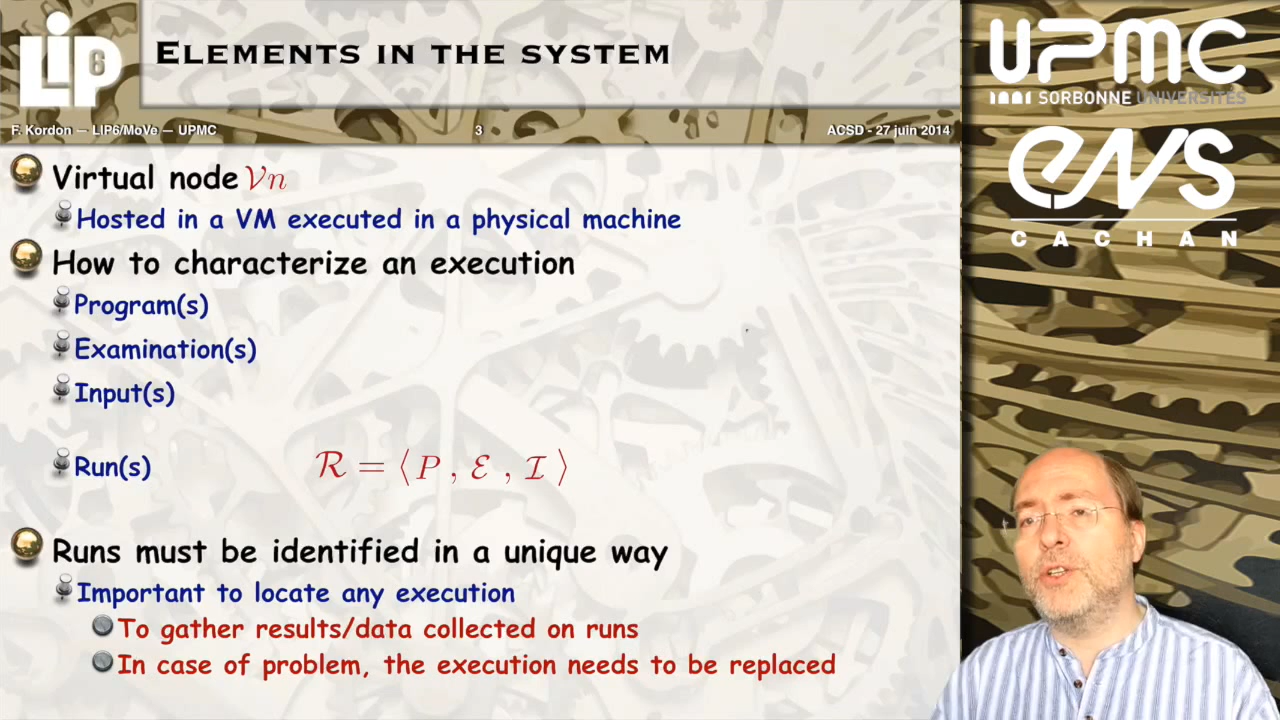 LiP6
ELEMENTS IN THE SYSTEM
F. Kordon — LIP6/MoVe — UPMC 3 ACSD - 27 juin 2014
Virtual node 𝒱n
Hosted in a VM executed in a physical machine
How to characterize an execution
Program(s)
Examination(s)
Input(s)
Run(s) ℛ = ⟨ P , ℰ , ℐ ⟩
Runs must be identified in a unique way
Important to locate any execution
To gather results/data collected on runs
In case of problem, the execution needs to be replaced
UPMC
SORBONNE UNIVERSITES
ENS
CACHAN